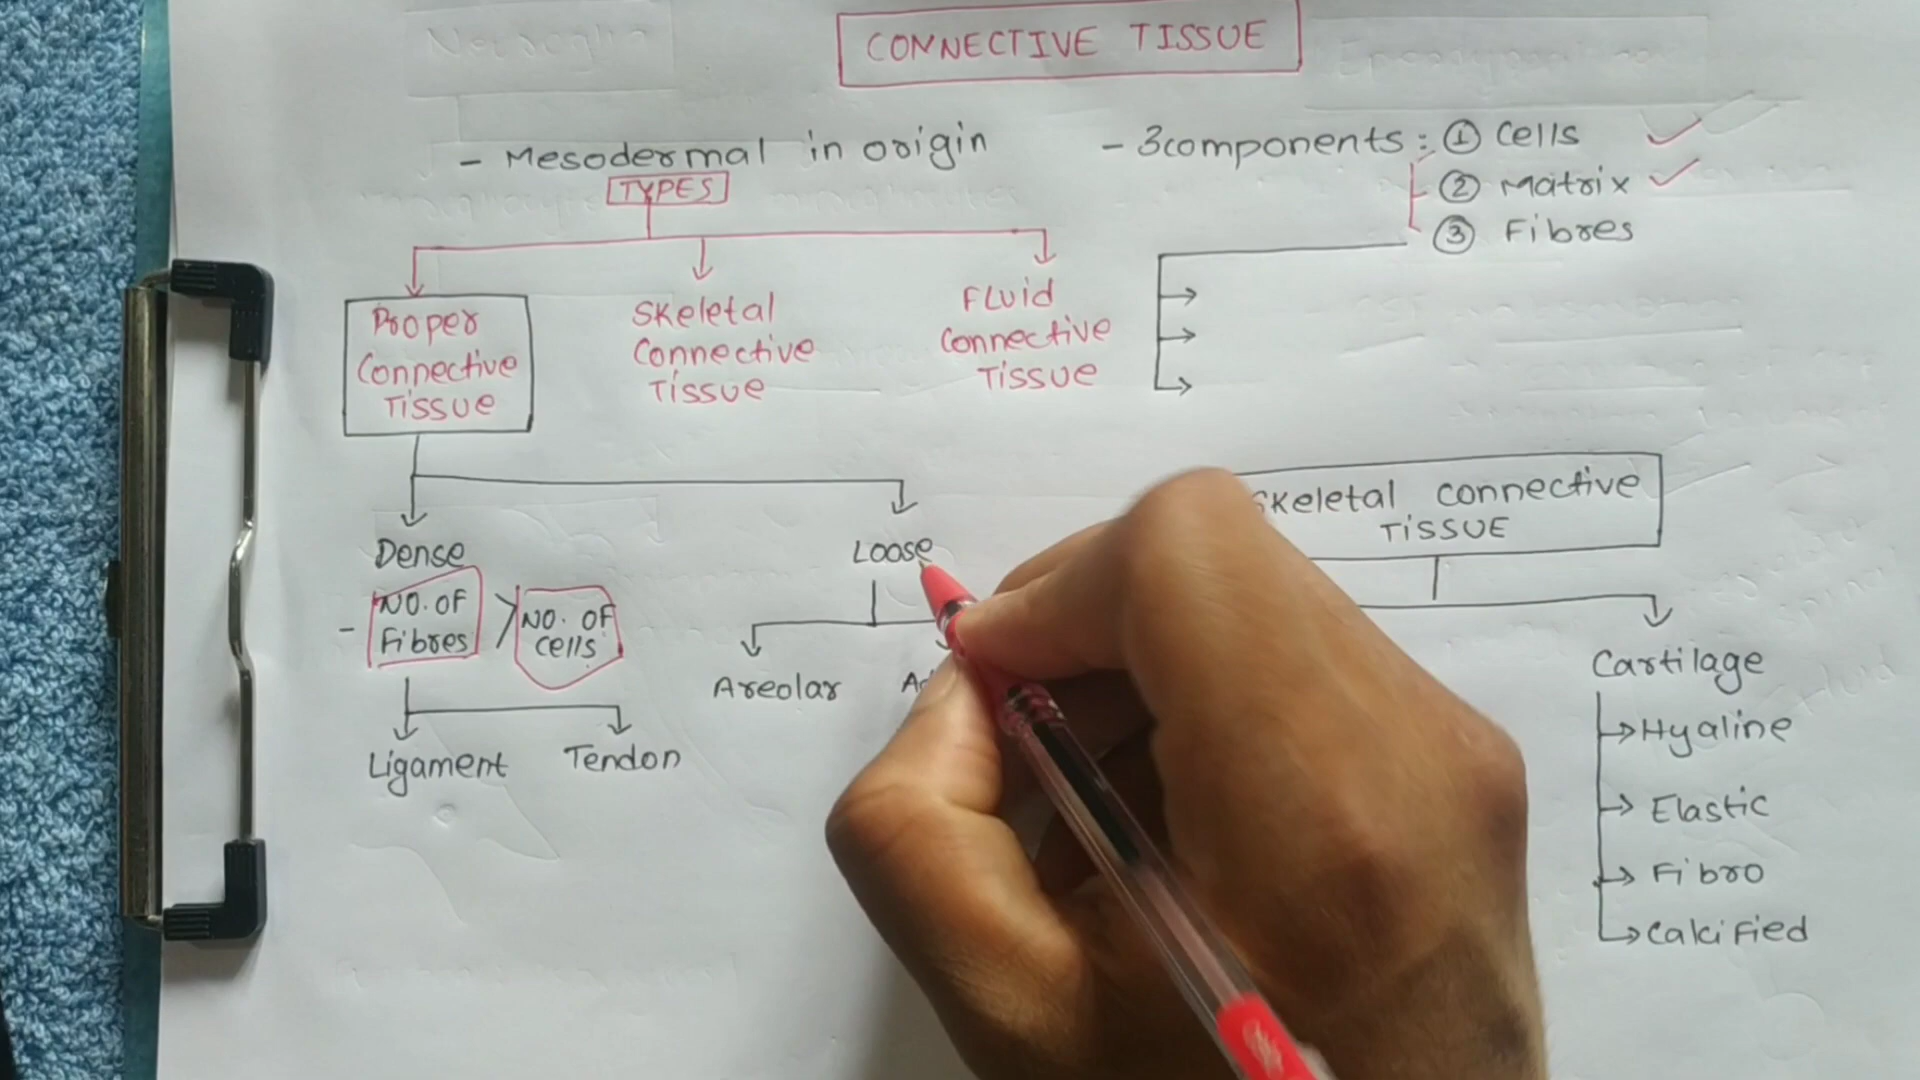 CONNECTIVE TISSUE
- Mesodermal in origin
- 3components : ① Cells
② Matrix
③ Fibres
TYPES
Proper
Connective
Tissue
Skeletal
Connective
Tissue
Fluid
Connective
Tissue
Dense
Loose
- NO. OF
Fibres
>
NO. OF
cells
Ligament
Tendon
Areolar
Skeletal connective
TISSUE
Cartilage
Hyaline
Elastic
Fibro
Calcified